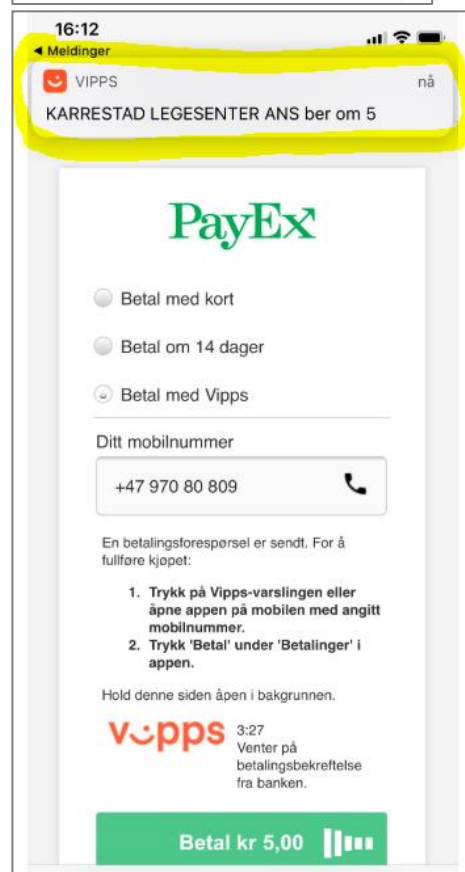 16:12
◀ Meldinger
VIPPS
nå
KARRESTAD LEGESENTER ANS ber om 5
PayEx
Betal med kort
Betal om 14 dager
Betal med Vipps
Ditt mobilnummer
+47 970 80 809
En betalingsforespørsel er sendt. For å
fullføre kjøpet:
1. Trykk på Vipps-varslingen eller
åpne appen på mobilen med angitt
mobilnummer.
2. Trykk 'Betal' under 'Betalinger' i
appen.
Hold denne siden åpen i bakgrunnen.
vipps
3:27
Venter på
betalingsbekreftelse
fra banken.
Betal kr 5,00